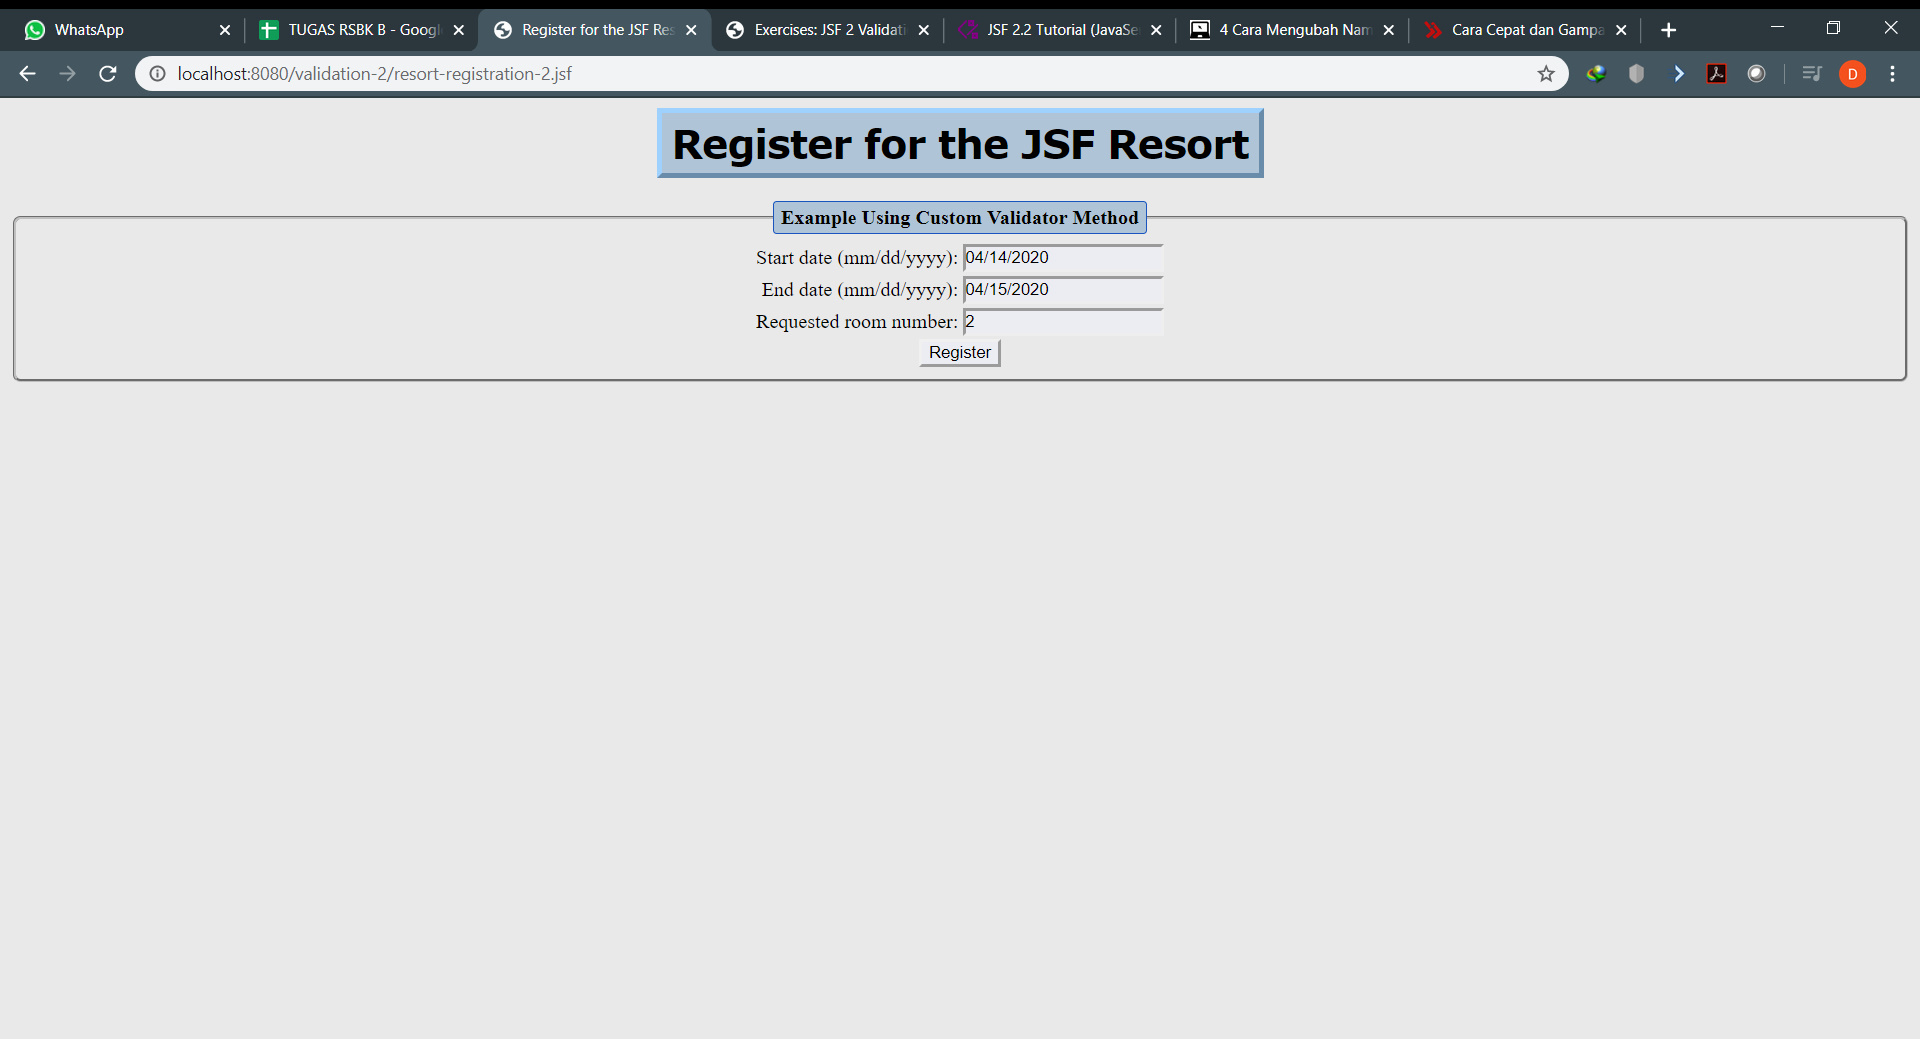 WhatsApp
TUGAS RSBK B - Googl
Register for the JSF Res
Exercises: JSF 2 Validati
JSF 2.2 Tutorial (JavaSe
4 Cara Mengubah Nam
Cara Cepat dan Gampa
localhost:8080/validation-2/resort-registration-2.jsf
D
Register for the JSF Resort
Example Using Custom Validator Method
Start date (mm/dd/yyyy): 04/14/2020
End date (mm/dd/yyyy): 04/15/2020
Requested room number: 2
Register